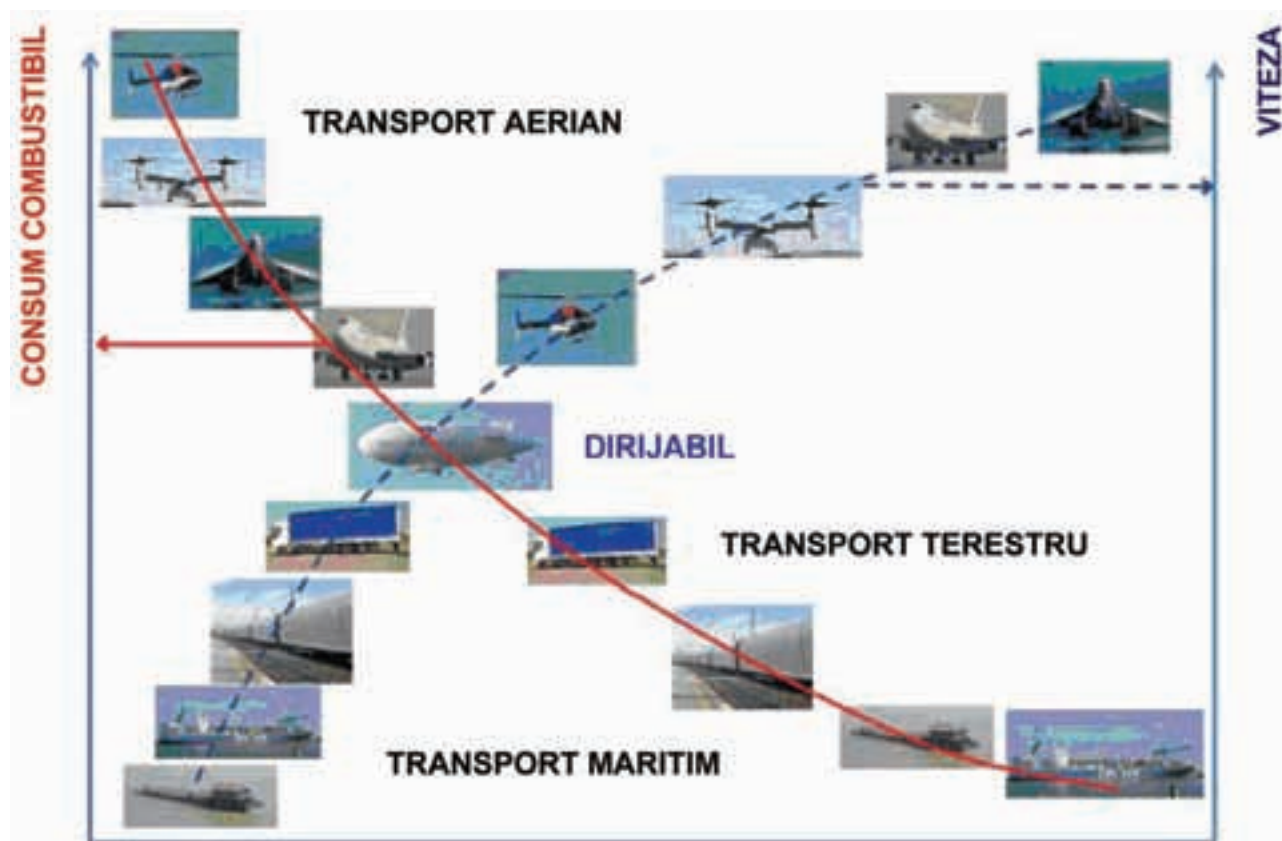 CONSUM COMBUSTIBIL
VITEZA
TRANSPORT AERIAN
DIRIJABIL
TRANSPORT TERESTRU
TRANSPORT MARITIM